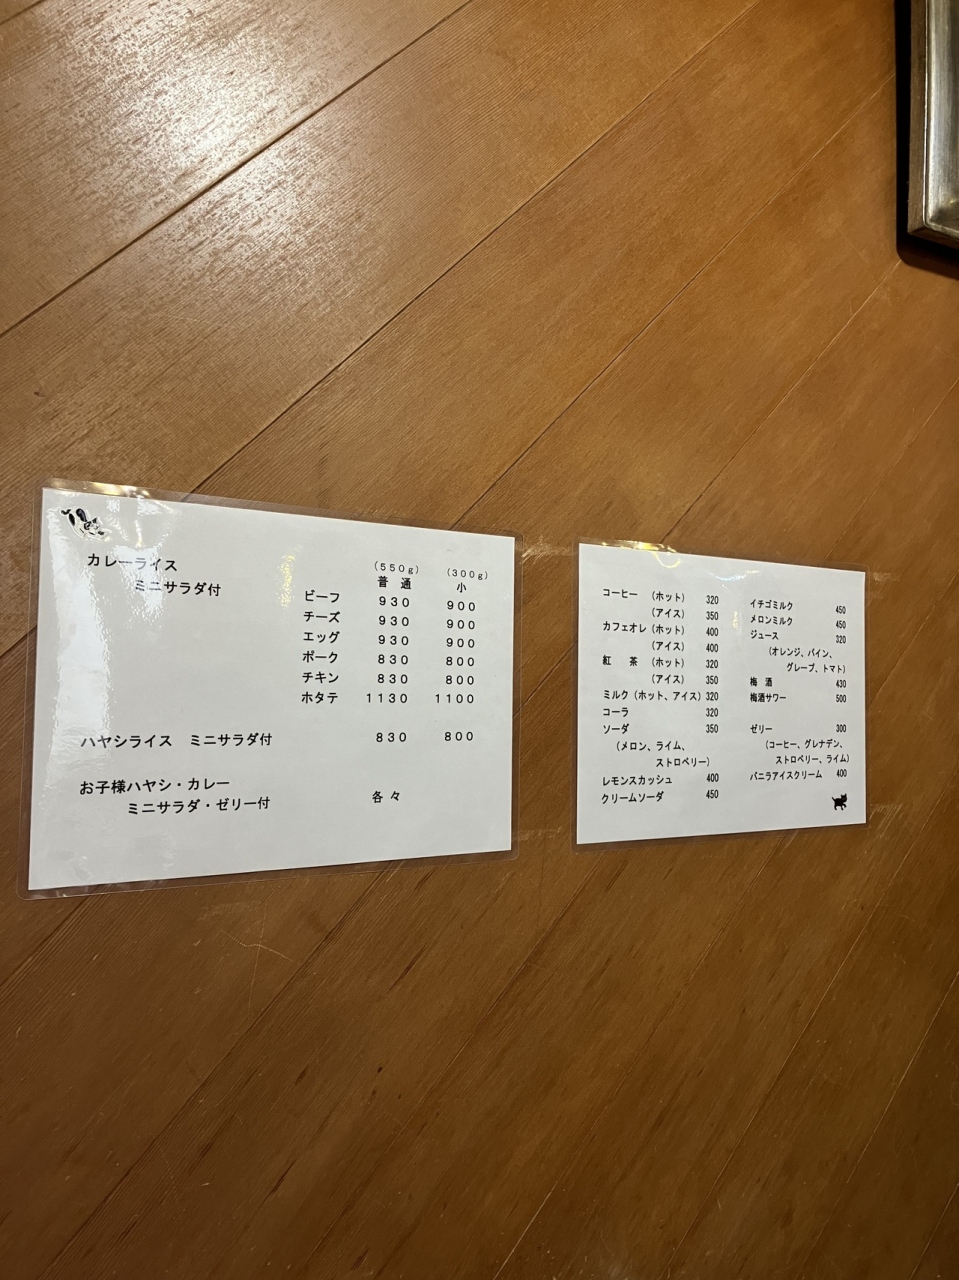 カレーライス
ミニサラダ付
(550g) (300g)
普 通 小
ビーフ 930 900
チーズ 930 900
エッグ 930 900
ポーク 830 800
チキン 830 800
ホタテ 1130 1100
ハヤシライス ミニサラダ付 830 800
お子様ハヤシ・カレー
ミニサラダ・ゼリー付 各々
コーヒー (ホット) 320
(アイス) 350
カフェオレ(ホット) 400
(アイス) 400
紅 茶 (ホット) 320
(アイス) 350
ミルク(ホット、アイス)320
コーラ 320
ソーダ 350
(メロン、ライム、
ストロベリー)
レモンスカッシュ 400
クリームソーダ 450
イチゴミルク 450
メロンミルク 450
ジュース 320
(オレンジ、パイン、
グレープ、トマト)
梅 酒 430
梅酒サワー 500
ゼリー 300
(コーヒー、グレナデン、
ストロベリー、ライム)
バニラアイスクリーム 400